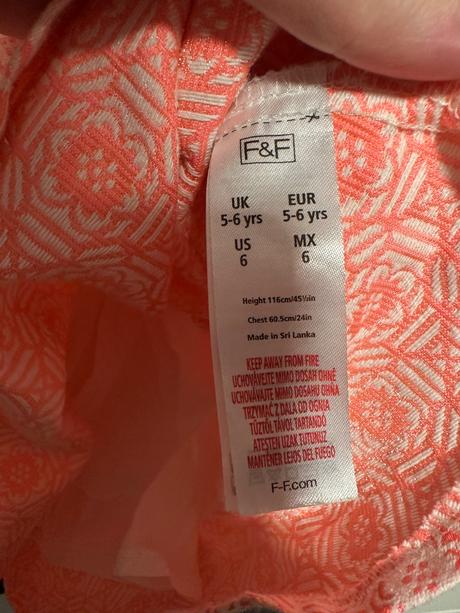 F&F
UK EUR
5-6 yrs 5-6 yrs
US MX
6 6
Height 116cm/45½in
Chest 60.5cm/24in
Made in Sri Lanka
KEEP AWAY FROM FIRE
UCHOVÁVEJTE MIMO DOSAH OHNĚ
UCHOVÁVAJTE MIMO DOSAHU OHŇA
TRZYMAĆ Z DALA OD OGNIA
TŰZTŐL TÁVOL TARTANDÓ
ATEŞTEN UZAK TUTUNUZ
MANTENER LEJOS DEL FUEGO
F-F.com